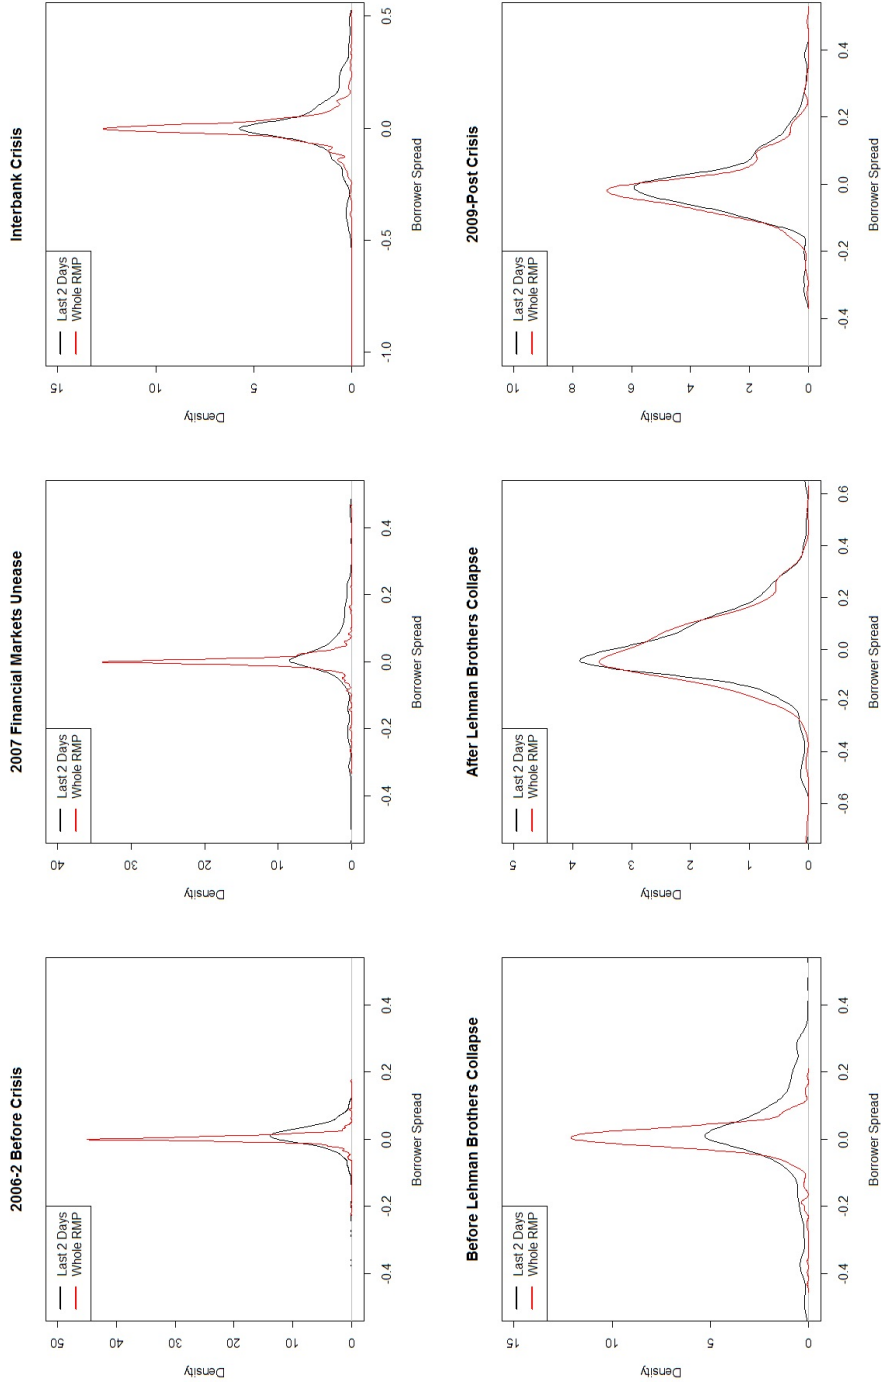 2006-2 Before Crisis
Last 2 Days
Whole RMP
Density
0 10 20 30 40 50
-0.4 -0.2 0.0 0.2 0.4
Borrower Spread
2007 Financial Markets Unease
Last 2 Days
Whole RMP
Density
0 10 20 30 40
-0.4 -0.2 0.0 0.2 0.4
Borrower Spread
Interbank Crisis
Last 2 Days
Whole RMP
Density
0 5 10 15
-1.0 -0.5 0.0 0.5
Borrower Spread
Before Lehman Brothers Collapse
Last 2 Days
Whole RMP
Density
0 5 10 15
-0.4 -0.2 0.0 0.2 0.4
Borrower Spread
After Lehman Brothers Collapse
Last 2 Days
Whole RMP
Density
0 1 2 3 4 5
-0.6 -0.4 -0.2 0.0 0.2 0.4 0.6
Borrower Spread
2009-Post Crisis
Last 2 Days
Whole RMP
Density
0 2 4 6 8 10
-0.4 -0.2 0.0 0.2 0.4
Borrower Spread